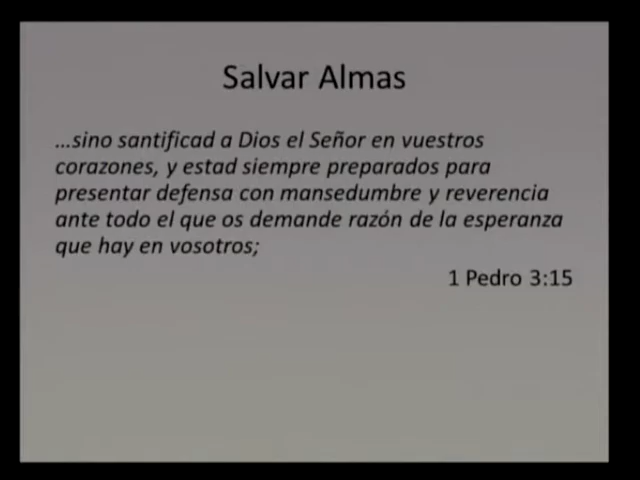 Salvar Almas
…sino santificad a Dios el Señor en vuestros
corazones, y estad siempre preparados para
presentar defensa con mansedumbre y reverencia
ante todo el que os demande razón de la esperanza
que hay en vosotros;
1 Pedro 3:15